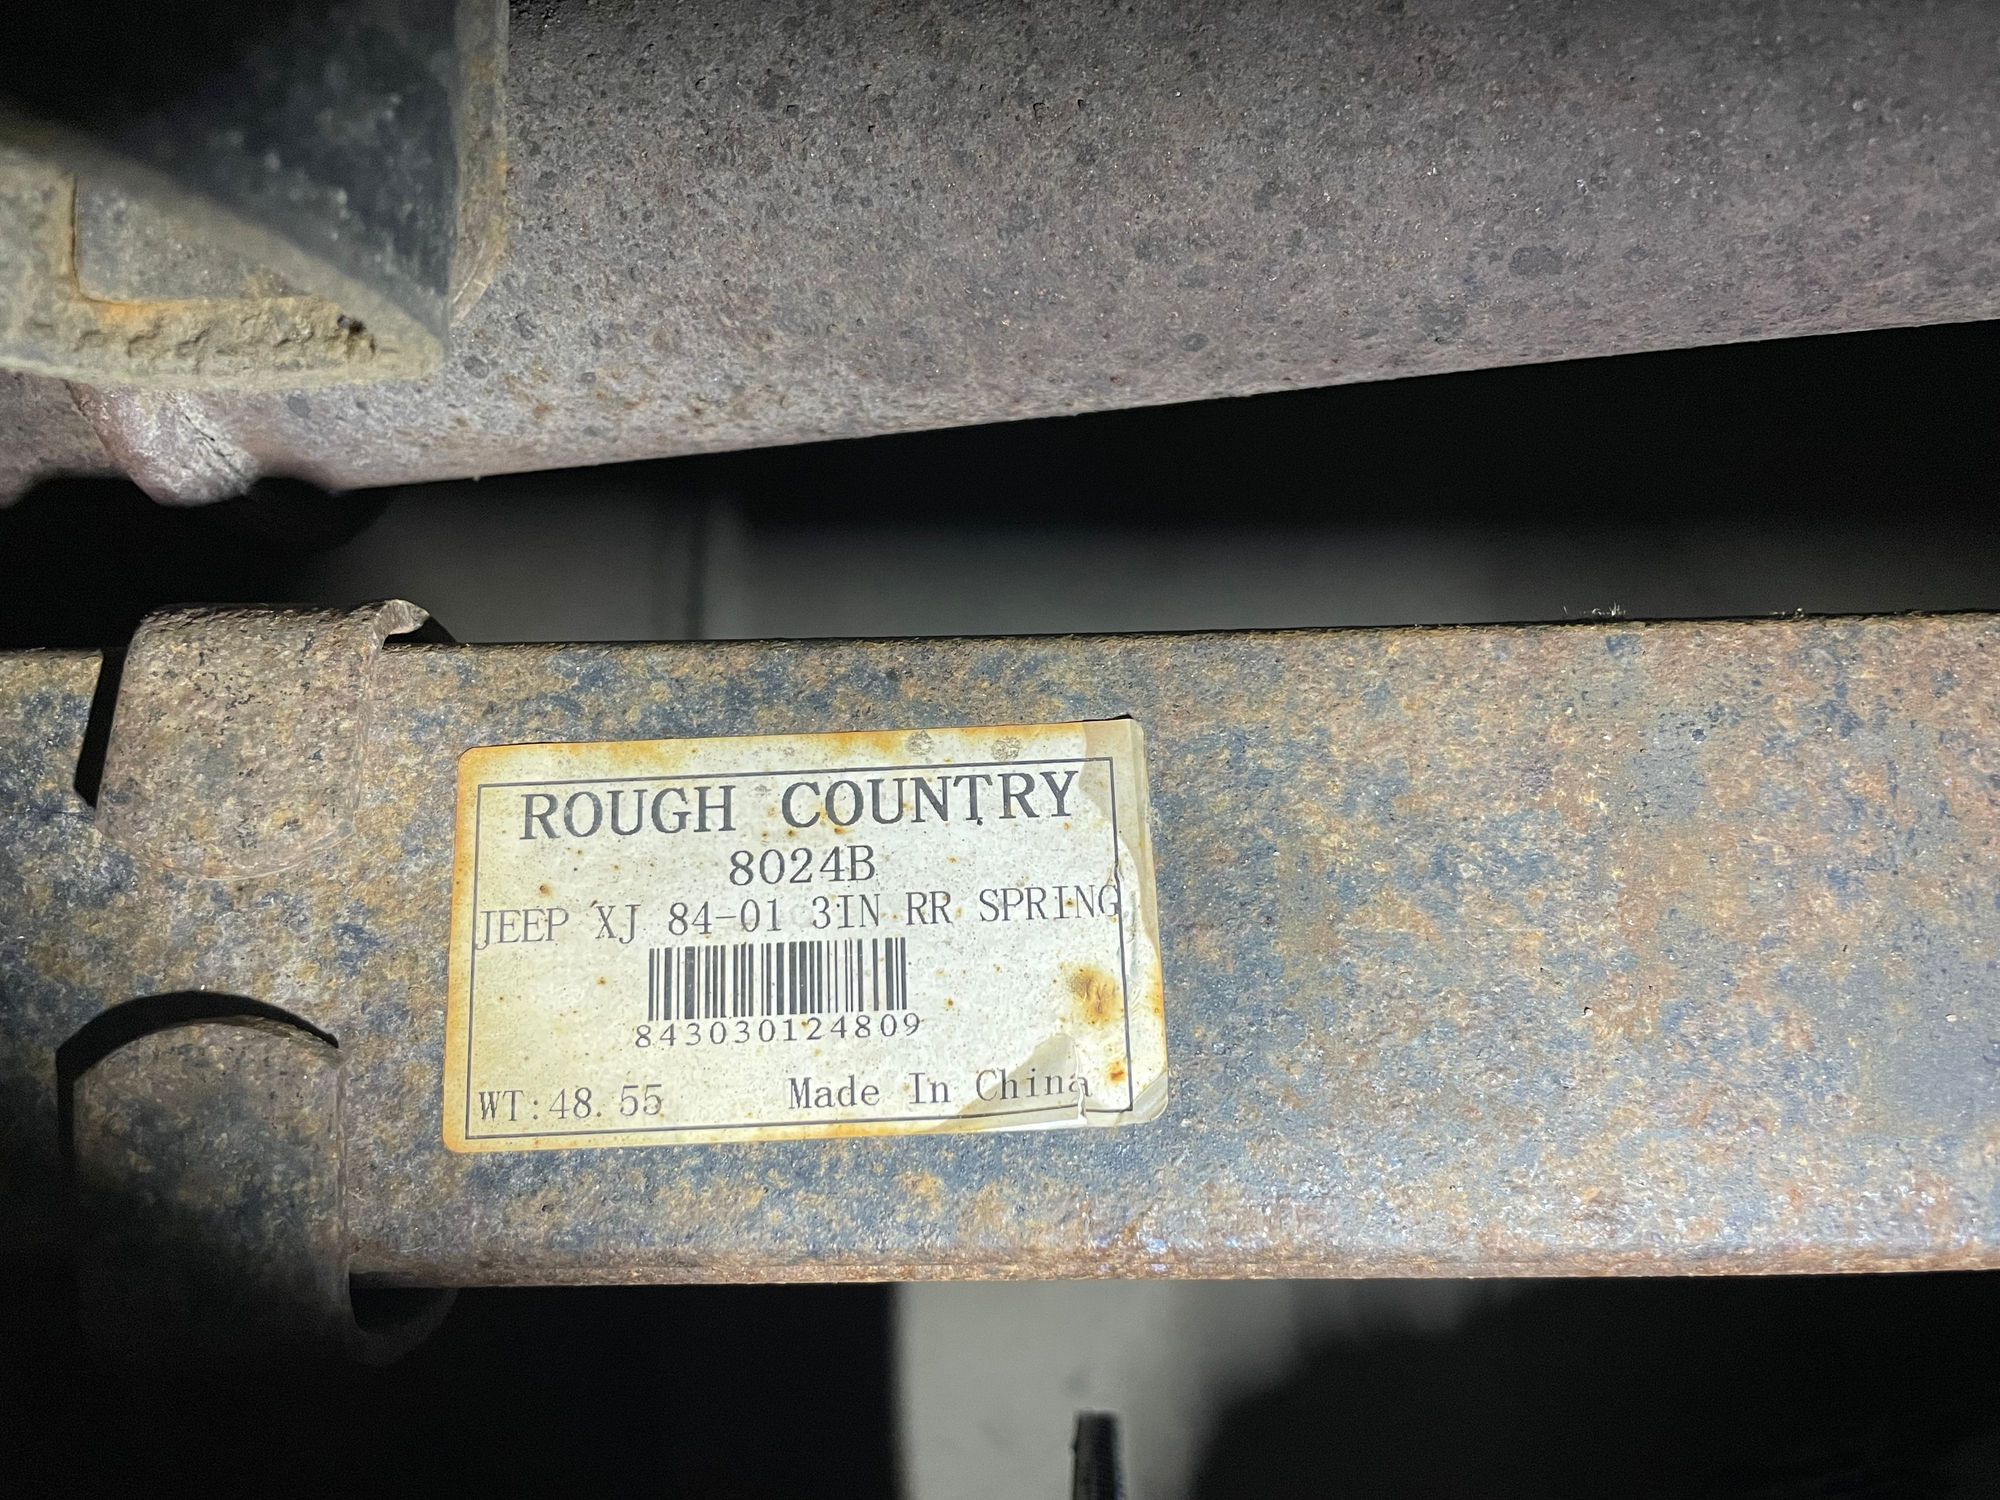 ROUGH COUNTRY
8024B
JEEP XJ 84-01 3IN RR SPRING
843030124809
WT:48.55 Made In China